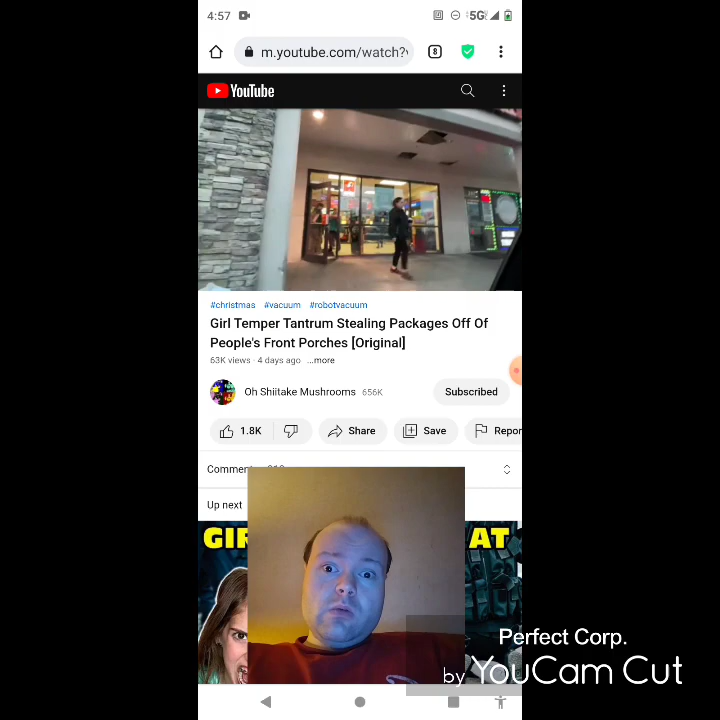 4:57 5G
m.youtube.com/watch?v 8
YouTube
#christmas #vacuum #robotvacuum
Girl Temper Tantrum Stealing Packages Off Of
People's Front Porches [Original]
63K views · 4 days ago ...more
Oh Shiitake Mushrooms 656K Subscribed
1.8K Share Save Repor
Commen
Up next
GIR AT
Perfect Corp.
by YouCam Cut